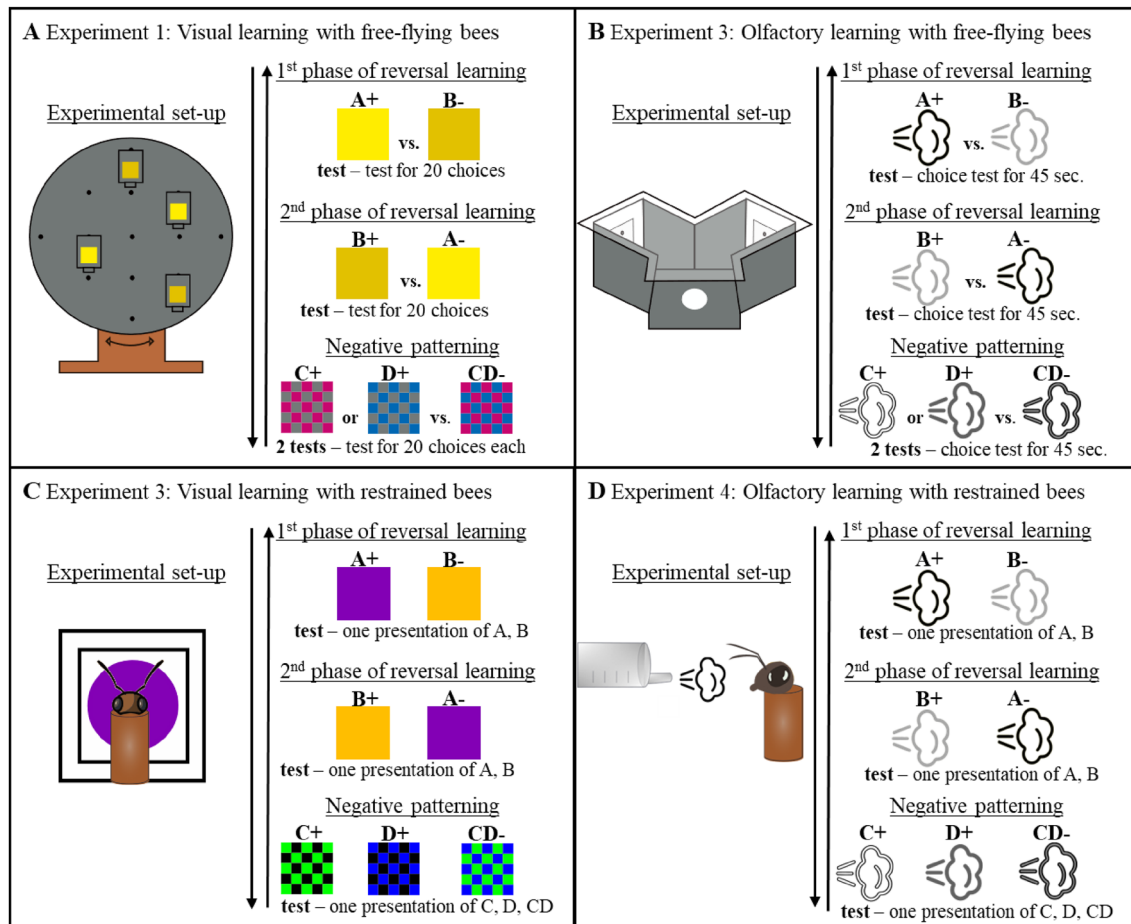 A Experiment 1: Visual learning with free-flying bees
Experimental set-up
1st phase of reversal learning
A+ B-
vs.
test – test for 20 choices
2nd phase of reversal learning
B+ A-
vs.
test – test for 20 choices
Negative patterning
C+ D+ CD-
or vs.
2 tests – test for 20 choices each
B Experiment 3: Olfactory learning with free-flying bees
Experimental set-up
1st phase of reversal learning
A+ B-
vs.
test – choice test for 45 sec.
2nd phase of reversal learning
B+ A-
vs.
test – choice test for 45 sec.
Negative patterning
C+ D+ CD-
or vs.
2 tests – choice test for 45 sec.
C Experiment 3: Visual learning with restrained bees
Experimental set-up
1st phase of reversal learning
A+ B-
test – one presentation of A, B
2nd phase of reversal learning
B+ A-
test – one presentation of A, B
Negative patterning
C+ D+ CD-
test – one presentation of C, D, CD
D Experiment 4: Olfactory learning with restrained bees
Experimental set-up
1st phase of reversal learning
A+ B-
test – one presentation of A, B
2nd phase of reversal learning
B+ A-
test – one presentation of A, B
Negative patterning
C+ D+ CD-
test – one presentation of C, D, CD